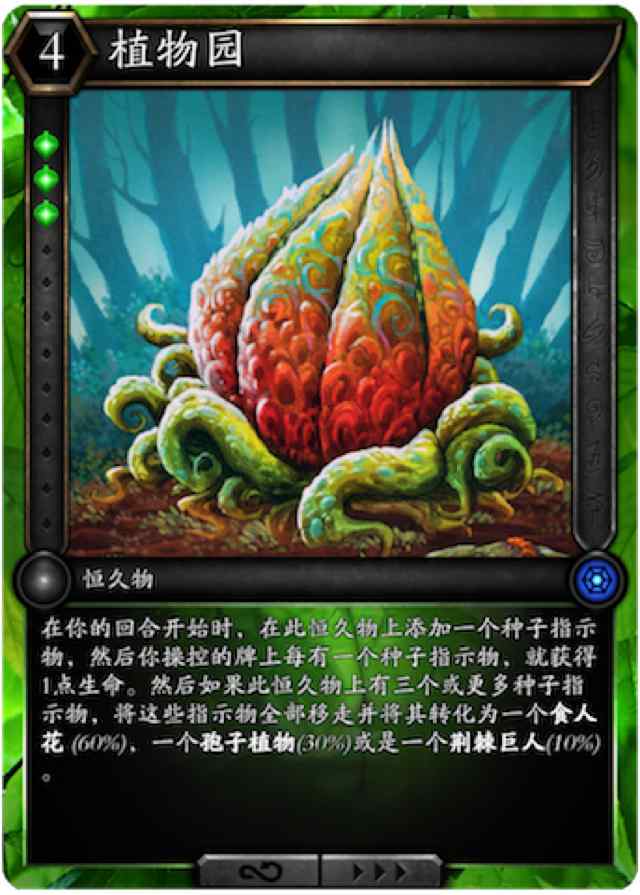 4
植物园
恒久物
在你的回合开始时，在此恒久物上添加一个种子指示
物，然后你操控的牌上每有一个种子指示物，就获得
1点生命。然后如果此恒久物上有三个或更多种子指
示物，将这些指示物全部移走并将其转化为一个食人
花 (60%)，一个孢子植物(30%)或是一个荆棘巨人(10%)
。